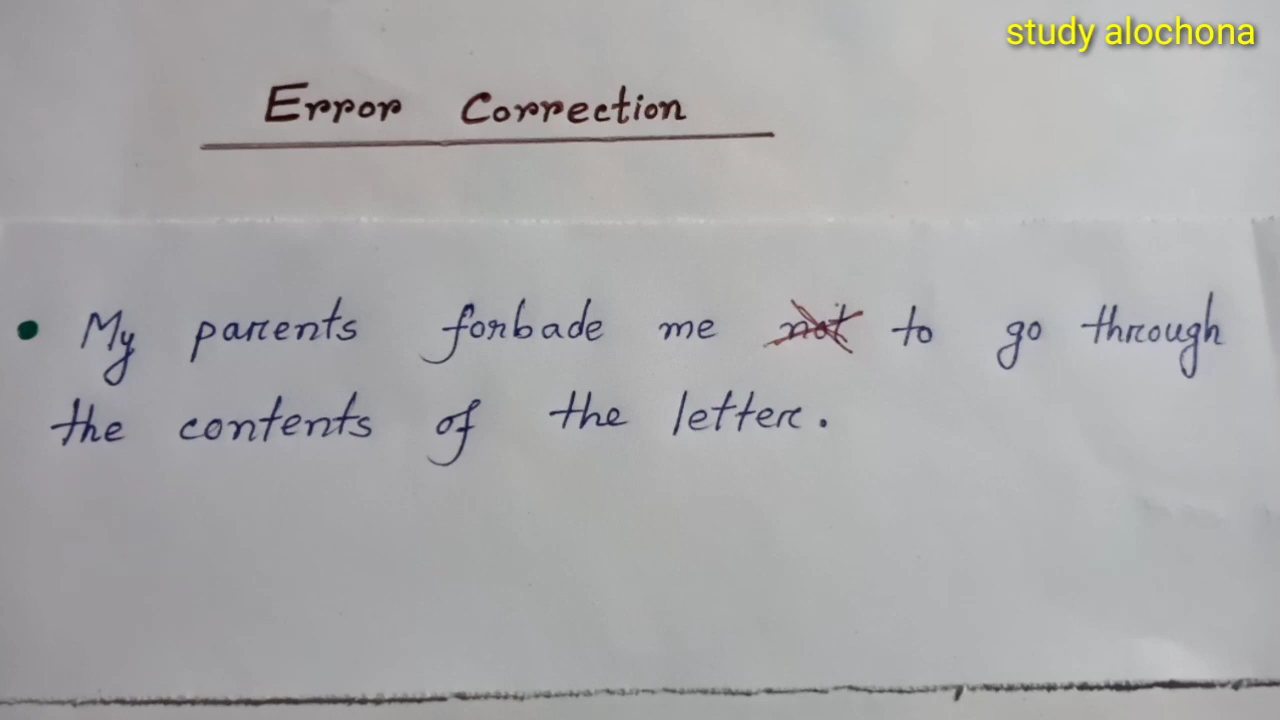 study alochona
Error Correction
• My parents forbade me not to go through
the contents of the letter.